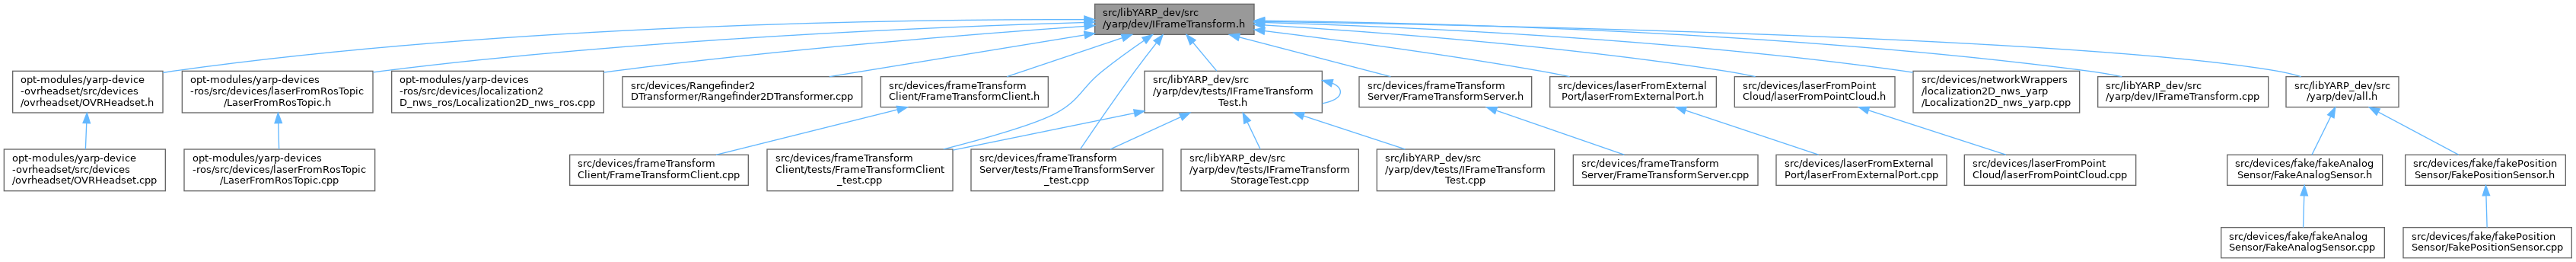 src/libYARP_dev/src
/yarp/dev/IFrameTransform.h
opt-modules/yarp-device
-ovrheadset/src/devices
/ovrheadset/OVRHeadset.h
opt-modules/yarp-devices
-ros/src/devices/laserFromRosTopic
/LaserFromRosTopic.h
opt-modules/yarp-devices
-ros/src/devices/localization2
D_nws_ros/Localization2D_nws_ros.cpp
src/devices/Rangefinder2
DTransformer/Rangefinder2DTransformer.cpp
src/devices/frameTransform
Client/FrameTransformClient.h
src/libYARP_dev/src
/yarp/dev/tests/IFrameTransform
Test.h
src/devices/frameTransform
Server/FrameTransformServer.h
src/devices/laserFromExternal
Port/laserFromExternalPort.h
src/devices/laserFromPoint
Cloud/laserFromPointCloud.h
src/devices/networkWrappers
/localization2D_nws_yarp
/Localization2D_nws_yarp.cpp
src/libYARP_dev/src
/yarp/dev/IFrameTransform.cpp
src/libYARP_dev/src
/yarp/dev/all.h
opt-modules/yarp-device
-ovrheadset/src/devices
/ovrheadset/OVRHeadset.cpp
opt-modules/yarp-devices
-ros/src/devices/laserFromRosTopic
/LaserFromRosTopic.cpp
src/devices/frameTransform
Client/FrameTransformClient.cpp
src/devices/frameTransform
Client/tests/FrameTransformClient
_test.cpp
src/devices/frameTransform
Server/tests/FrameTransformServer
_test.cpp
src/libYARP_dev/src
/yarp/dev/tests/IFrameTransform
StorageTest.cpp
src/libYARP_dev/src
/yarp/dev/tests/IFrameTransform
Test.cpp
src/devices/frameTransform
Server/FrameTransformServer.cpp
src/devices/laserFromExternal
Port/laserFromExternalPort.cpp
src/devices/laserFromPoint
Cloud/laserFromPointCloud.cpp
src/devices/fake/fakeAnalog
Sensor/FakeAnalogSensor.h
src/devices/fake/fakePosition
Sensor/FakePositionSensor.h
src/devices/fake/fakeAnalog
Sensor/FakeAnalogSensor.cpp
src/devices/fake/fakePosition
Sensor/FakePositionSensor.cpp